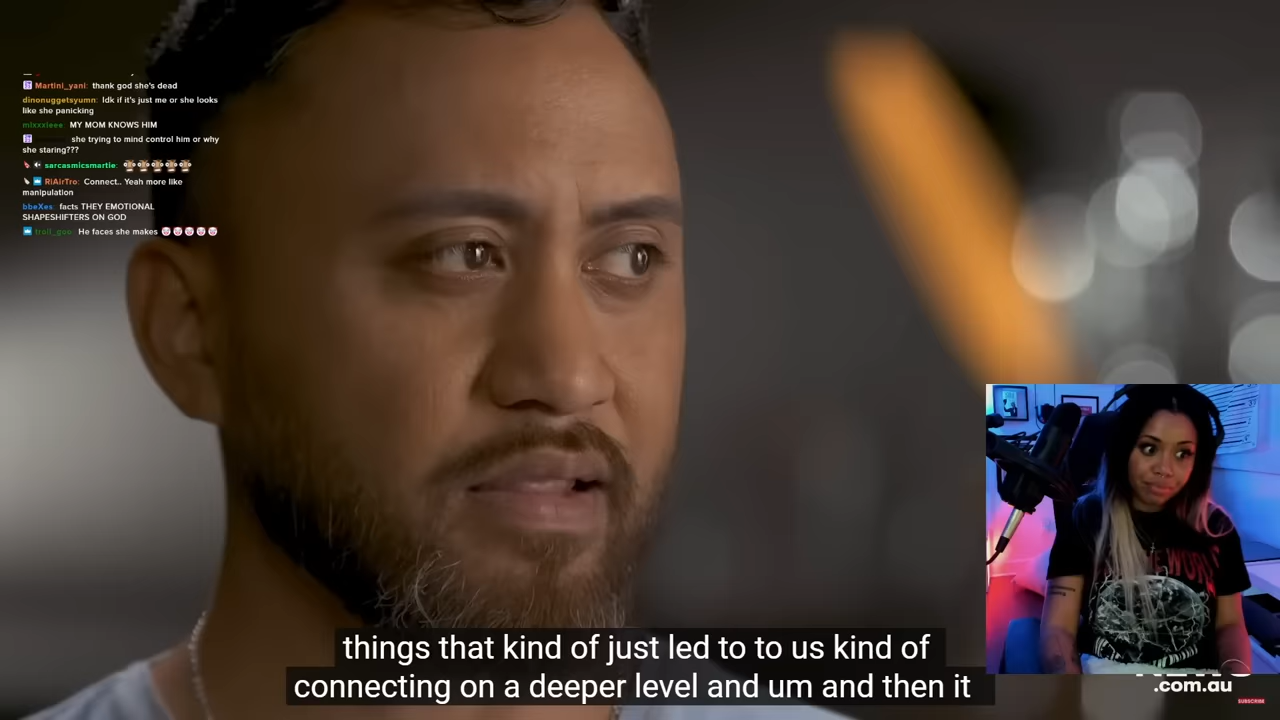 Martini_yani: thank god she's dead
dinonuggetsyumn: Idk if it's just me or she looks
like she panicking
MY MOM KNOWS HIM
she trying to mind control him or why
she staring???
sarcasmicsmartie:
RiAirTro: Connect.. Yeah more like
manipulation
bbeXes: facts THEY EMOTIONAL
SHAPESHIFTERS ON GOD
troll_goo: He faces she makes
things that kind of just led to to us kind of
connecting on a deeper level and um and then it
.com.au
SUBSCRIBE